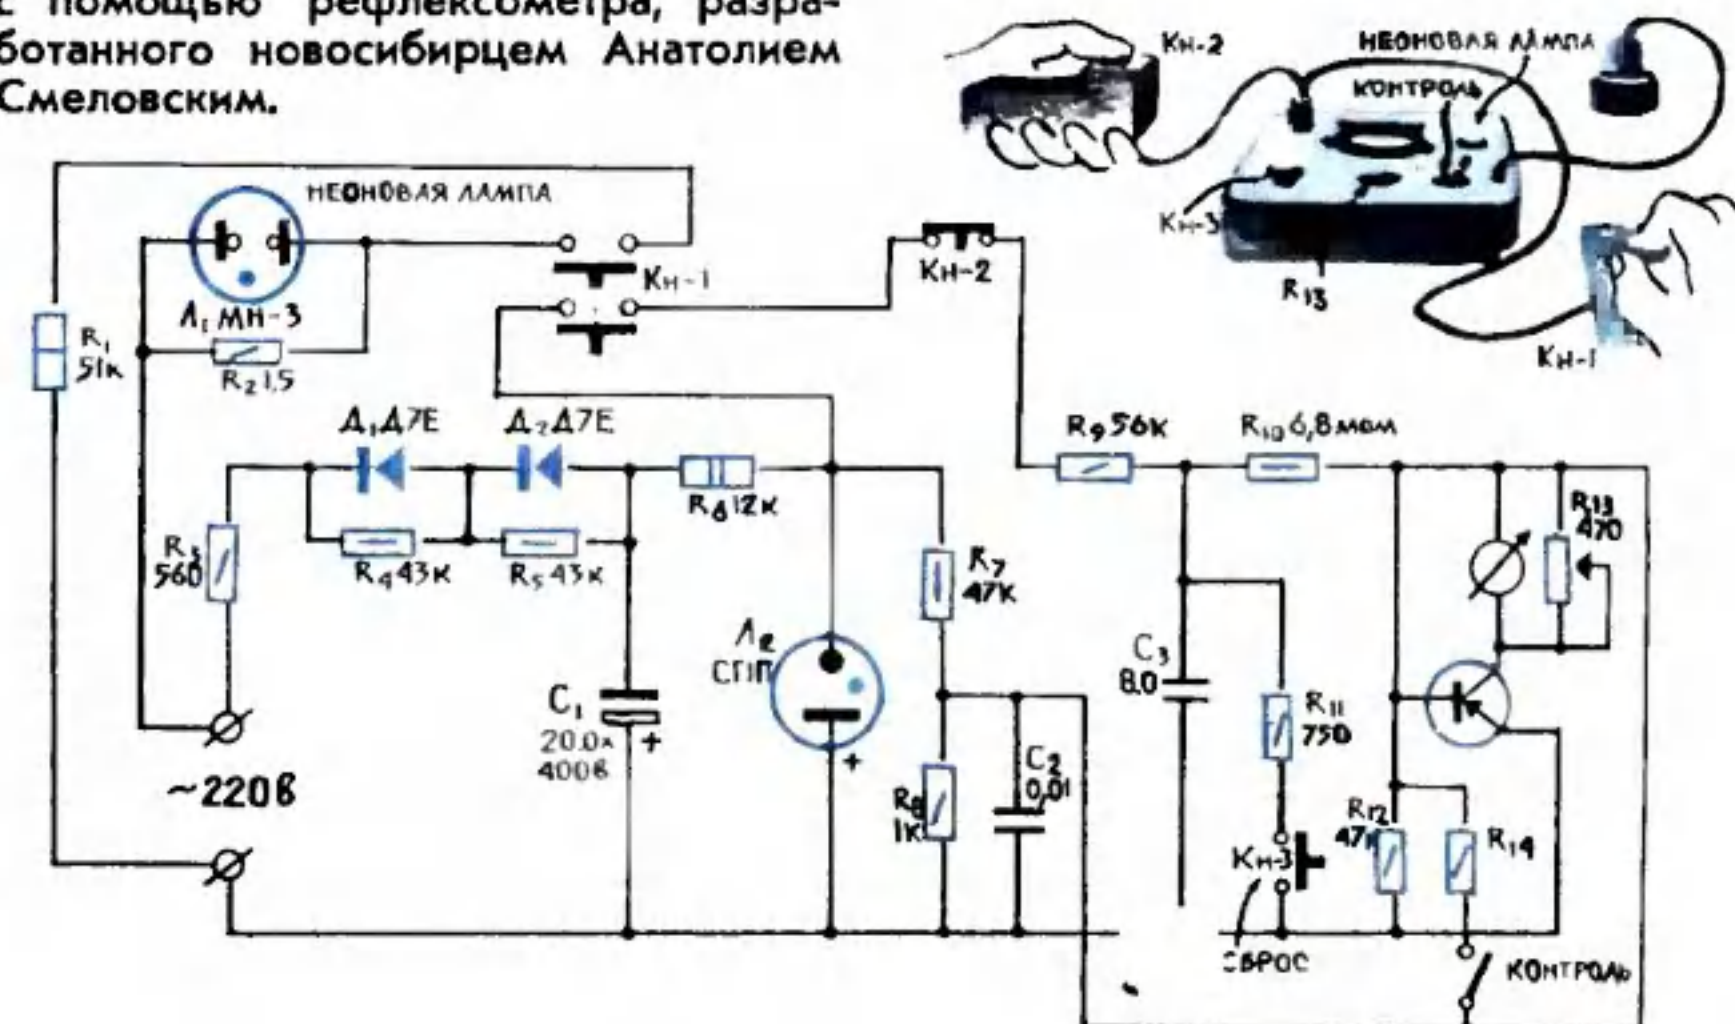 с помощью рефлексометра, разра-
ботанного новосибирцем Анатолием
Смеловским.
Кн-2
НЕОНОВАЯ ЛАМПА
КОНТРОЛЬ
Кн-3
R13
Кн-1
НЕОНОВАЯ ЛАМПА
Кн-1
Кн-2
Л1 МН-3
R1
51к
R2 1,5
Д1 Д7Е
Д2 Д7Е
R9 56к
R10 6,8 мом
R13
470
R6 12к
R3
560
R4 43к
R5 43к
R7
47к
Л2
СГ1П
C3
8.0
C1
20.0х
400в
+
+
R11
750
~220в
C2
0,01
R8
1к
R12
47к
R14
Кн-3
СБРОС
КОНТРОЛЬ